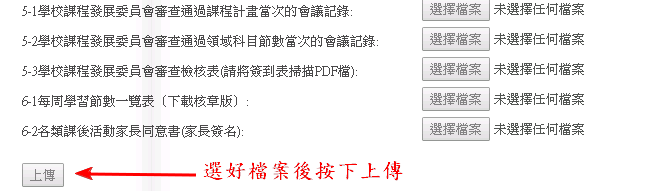 5-1學校課程發展委員會審查通過課程計畫當次的會議記錄: 選擇檔案 未選擇任何檔案
5-2學校課程發展委員會審查通過領域科目節數當次的會議記錄: 選擇檔案 未選擇任何檔案
5-3學校課程發展委員會審查檢核表(請將簽到表掃描PDF檔): 選擇檔案 未選擇任何檔案
6-1每周學習節數一覽表〔下載核章版〕: 選擇檔案 未選擇任何檔案
6-2各類課後活動家長同意書(家長簽名): 選擇檔案 未選擇任何檔案
上傳 選好檔案後按下上傳